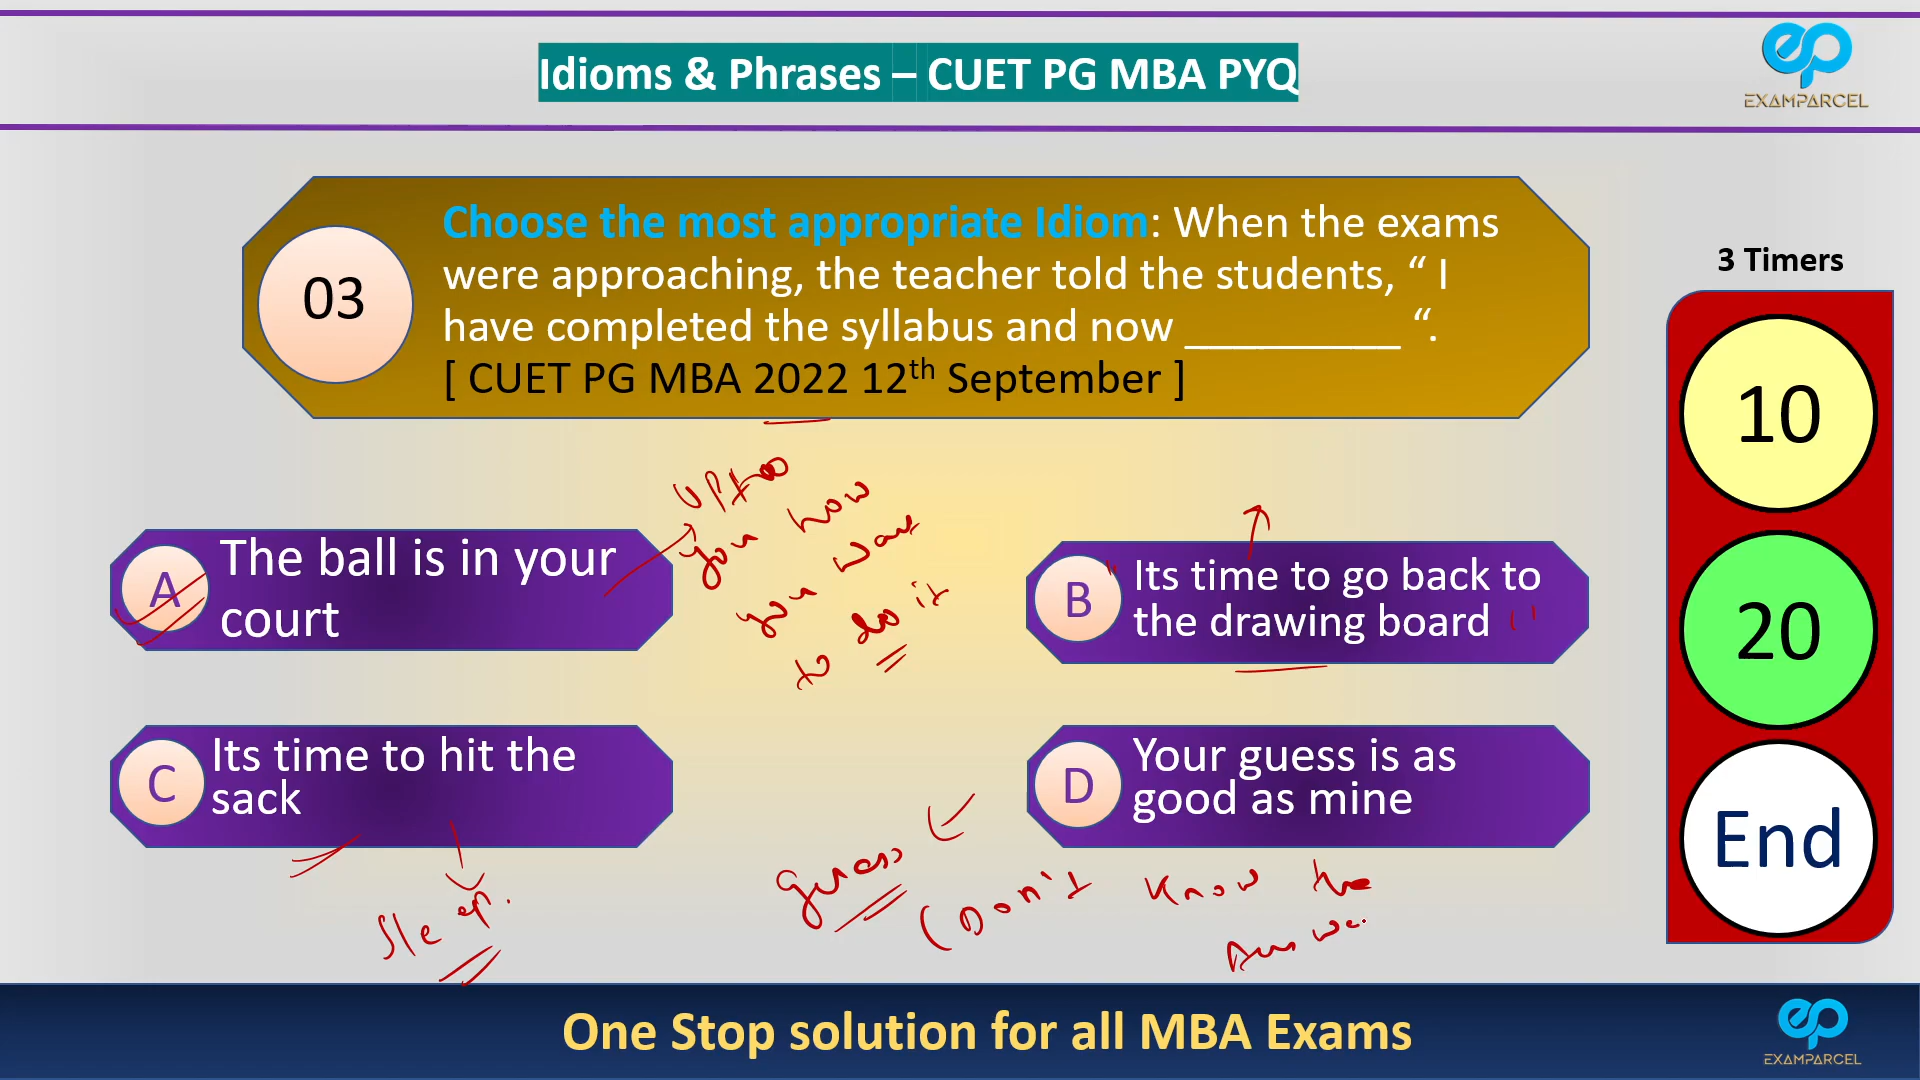 Idioms & Phrases – CUET PG MBA PYQ
EXAMPARCEL
03
Choose the most appropriate Idiom: When the exams
were approaching, the teacher told the students, “ I
have completed the syllabus and now _________ “.
[ CUET PG MBA 2022 12th September ]
3 Timers
10
20
End
A
The ball is in your
court
upto
you how
you want
to do it
B
Its time to go back to
the drawing board
C
Its time to hit the
sack
Sleep.
D
Your guess is as
good as mine
guess
(Don't know the
One Stop solution for all MBA Exams
EXAMPARCEL